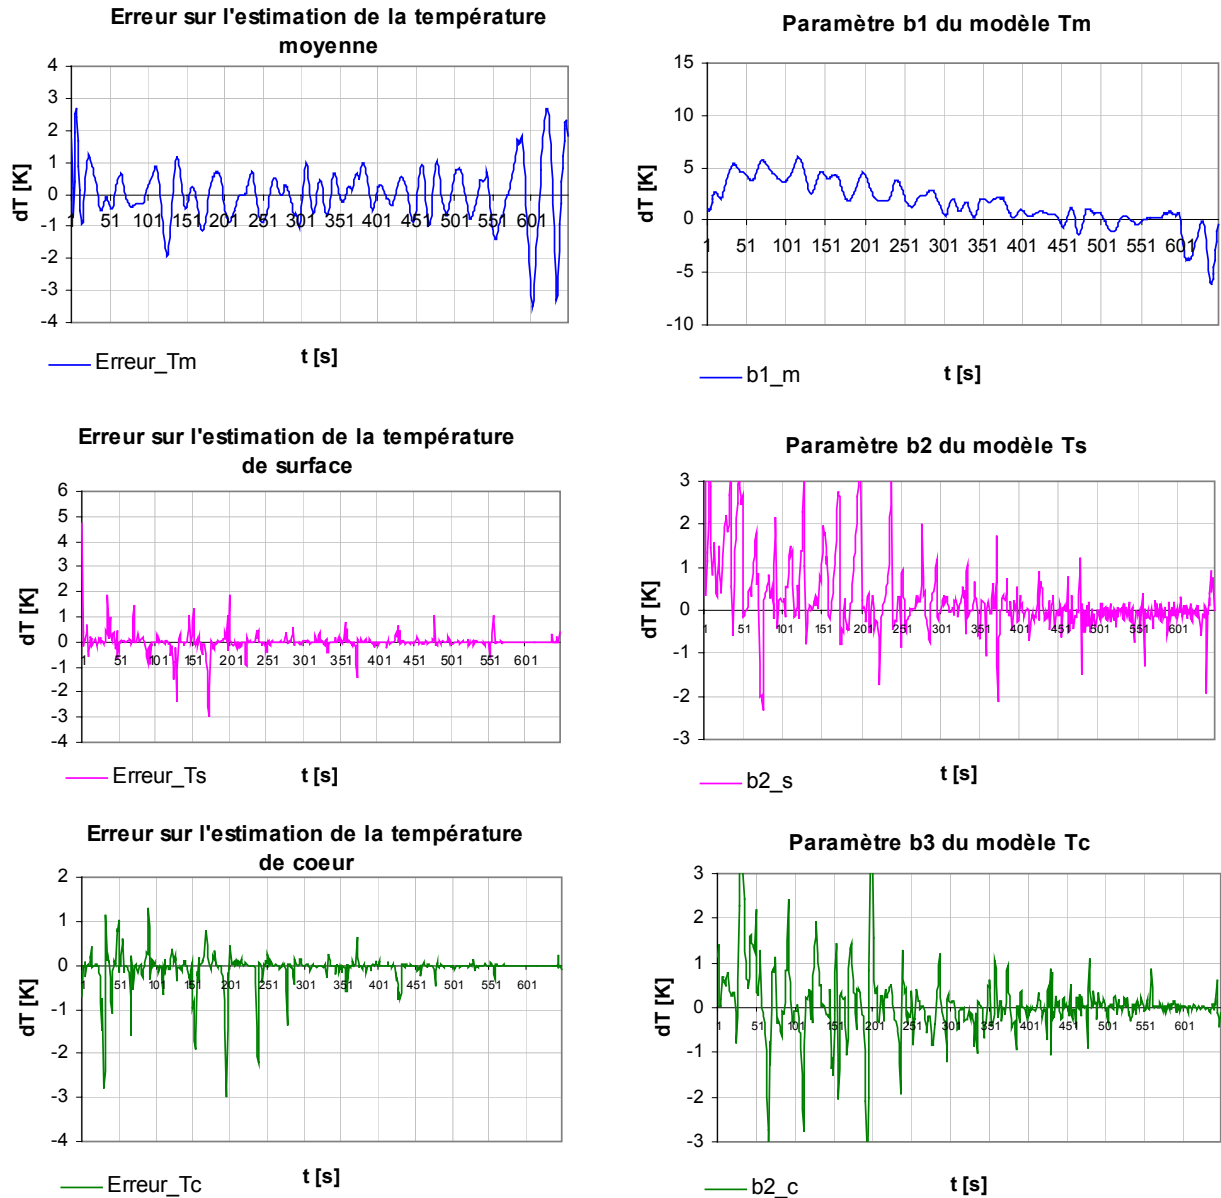 Erreur sur l'estimation de la température
moyenne
4
3
2
1
0
-1
-2
-3
-4
dT [K]
1 51 101 151 201 251 301 351 401 451 501 551 601
t [s]
Erreur_Tm
Paramètre b1 du modèle Tm
15
10
5
0
-5
-10
dT [K]
1 51 101 151 201 251 301 351 401 451 501 551 601
t [s]
b1_m
Erreur sur l'estimation de la température
de surface
6
5
4
3
2
1
0
-1
-2
-3
-4
dT [K]
1 51 101 151 201 251 301 351 401 451 501 551 601
t [s]
Erreur_Ts
Paramètre b2 du modèle Ts
3
2
1
0
-1
-2
-3
dT [K]
1 51 101 151 201 251 301 351 401 451 501 551 601
t [s]
b2_s
Erreur sur l'estimation de la température
de coeur
2
1
0
-1
-2
-3
-4
dT [K]
1 51 101 151 201 251 301 351 401 451 501 551 601
t [s]
Erreur_Tc
Paramètre b3 du modèle Tc
3
2
1
0
-1
-2
-3
dT [K]
1 51 101 151 201 251 301 351 401 451 501 551 601
t [s]
b2_c